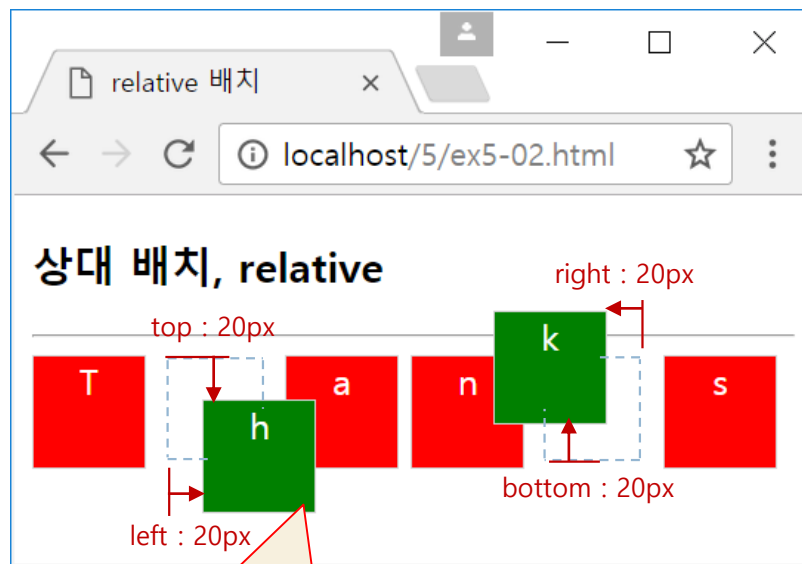 relative 배치
localhost/5/ex5-02.html
상대 배치, relative
right : 20px
top : 20px
T
h
a
n
k
s
bottom : 20px
left : 20px